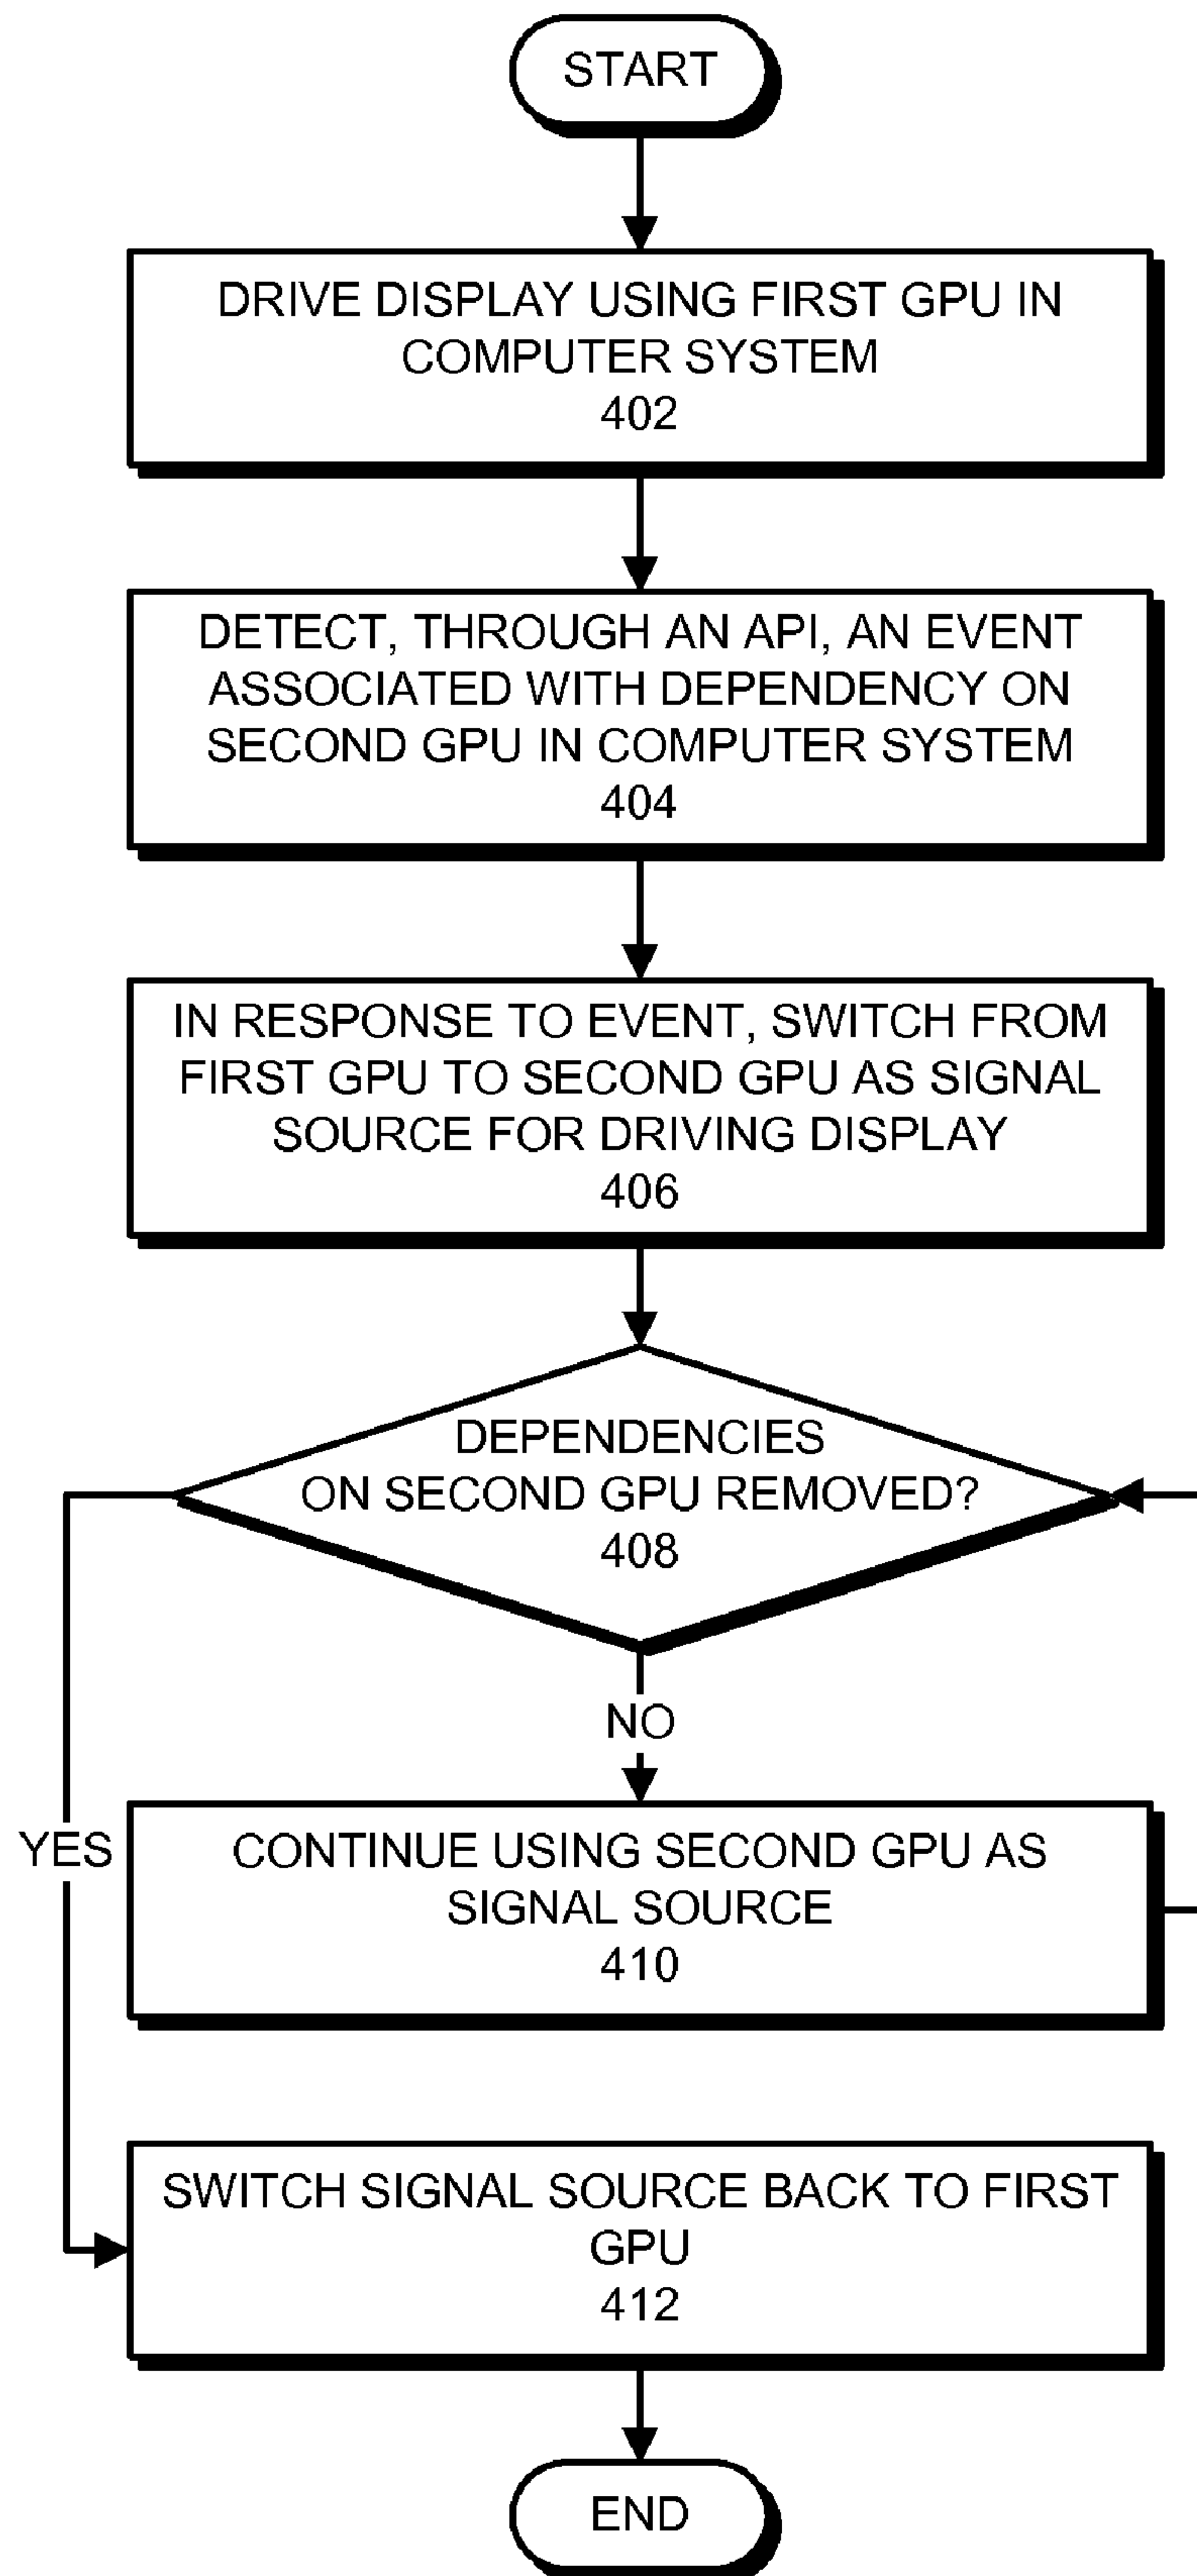 START
DRIVE DISPLAY USING FIRST GPU IN
COMPUTER SYSTEM
402
DETECT, THROUGH AN API, AN EVENT
ASSOCIATED WITH DEPENDENCY ON
SECOND GPU IN COMPUTER SYSTEM
404
IN RESPONSE TO EVENT, SWITCH FROM
FIRST GPU TO SECOND GPU AS SIGNAL
SOURCE FOR DRIVING DISPLAY
406
DEPENDENCIES
ON SECOND GPU REMOVED?
408
NO
YES
CONTINUE USING SECOND GPU AS
SIGNAL SOURCE
410
SWITCH SIGNAL SOURCE BACK TO FIRST
GPU
412
END